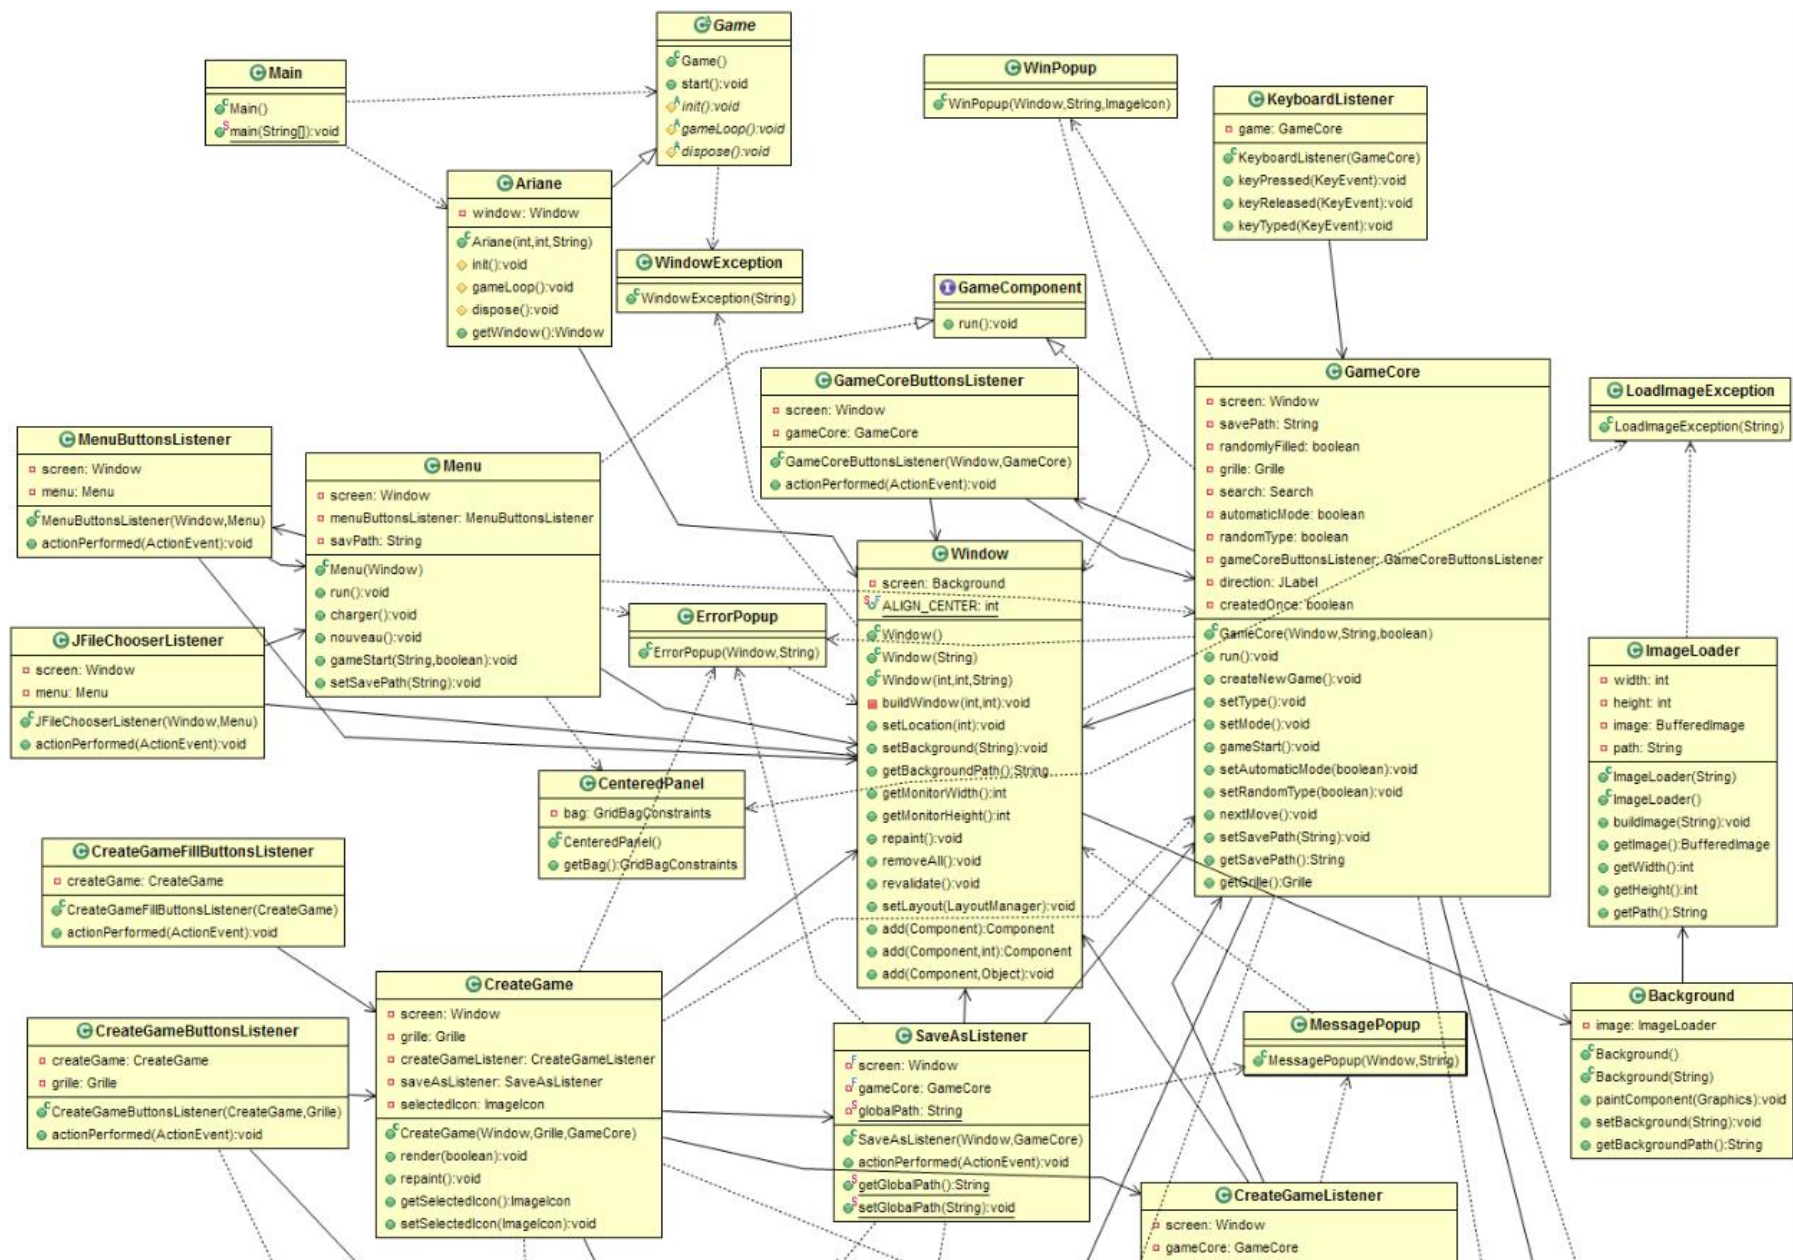 Game
Game()
start():void
init():void
gameLoop():void
dispose():void
Main
Main()
main(String[]):void
WinPopup
WinPopup(Window,String,ImageIcon)
KeyboardListener
game: GameCore
KeyboardListener(GameCore)
keyPressed(KeyEvent):void
keyReleased(KeyEvent):void
keyTyped(KeyEvent):void
Ariane
window: Window
Ariane(int,int,String)
init():void
gameLoop():void
dispose():void
getWindow():Window
WindowException
WindowException(String)
GameComponent
run():void
GameCoreButtonsListener
screen: Window
gameCore: GameCore
GameCoreButtonsListener(Window,GameCore)
actionPerformed(ActionEvent):void
GameCore
screen: Window
savePath: String
randomlyFilled: boolean
grille: Grille
search: Search
automaticMode: boolean
randomType: boolean
gameCoreButtonsListener: GameCoreButtonsListener
direction: JLabel
createdOnce: boolean
GameCore(Window,String,boolean)
run():void
createNewGame():void
setType():void
setMode():void
gameStart():void
setAutomaticMode(boolean):void
setRandomType(boolean):void
nextMove():void
setSavePath(String):void
getSavePath():String
getGrille():Grille
LoadImageException
LoadImageException(String)
MenuButtonsListener
screen: Window
menu: Menu
MenuButtonsListener(Window,Menu)
actionPerformed(ActionEvent):void
Menu
screen: Window
menuButtonsListener: MenuButtonsListener
savPath: String
Menu(Window)
run():void
charger():void
nouveau():void
gameStart(String,boolean):void
setSavePath(String):void
Window
screen: Background
ALIGN_CENTER: int
Window()
Window(String)
Window(int,int,String)
buildWindow(int,int):void
setLocation(int):void
setBackground(String):void
getBackgroundPath():String
getMonitorWidth():int
getMonitorHeight():int
repaint():void
removeAll():void
revalidate():void
setLayout(LayoutManager):void
add(Component):Component
add(Component,int):Component
add(Component,Object):void
ErrorPopup
ErrorPopup(Window,String)
JFileChooserListener
screen: Window
menu: Menu
JFileChooserListener(Window,Menu)
actionPerformed(ActionEvent):void
ImageLoader
width: int
height: int
image: BufferedImage
path: String
ImageLoader(String)
ImageLoader()
buildImage(String):void
getImage():BufferedImage
getWidth():int
getHeight():int
getPath():String
CenteredPanel
bag: GridBagConstraints
CenteredPanel()
getBag():GridBagConstraints
CreateGameFillButtonsListener
createGame: CreateGame
CreateGameFillButtonsListener(CreateGame)
actionPerformed(ActionEvent):void
CreateGame
screen: Window
grille: Grille
createGameListener: CreateGameListener
saveAsListener: SaveAsListener
selectedIcon: ImageIcon
CreateGame(Window,Grille,GameCore)
render(boolean):void
repaint():void
getSelectedIcon():ImageIcon
setSelectedIcon(ImageIcon):void
CreateGameButtonsListener
createGame: CreateGame
grille: Grille
CreateGameButtonsListener(CreateGame,Grille)
actionPerformed(ActionEvent):void
SaveAsListener
screen: Window
gameCore: GameCore
globalPath: String
SaveAsListener(Window,GameCore)
actionPerformed(ActionEvent):void
getGlobalPath():String
setGlobalPath(String):void
MessagePopup
MessagePopup(Window,String)
Background
image: ImageLoader
Background()
Background(String)
paintComponent(Graphics):void
setBackground(String):void
getBackgroundPath():String
CreateGameListener
screen: Window
gameCore: GameCore